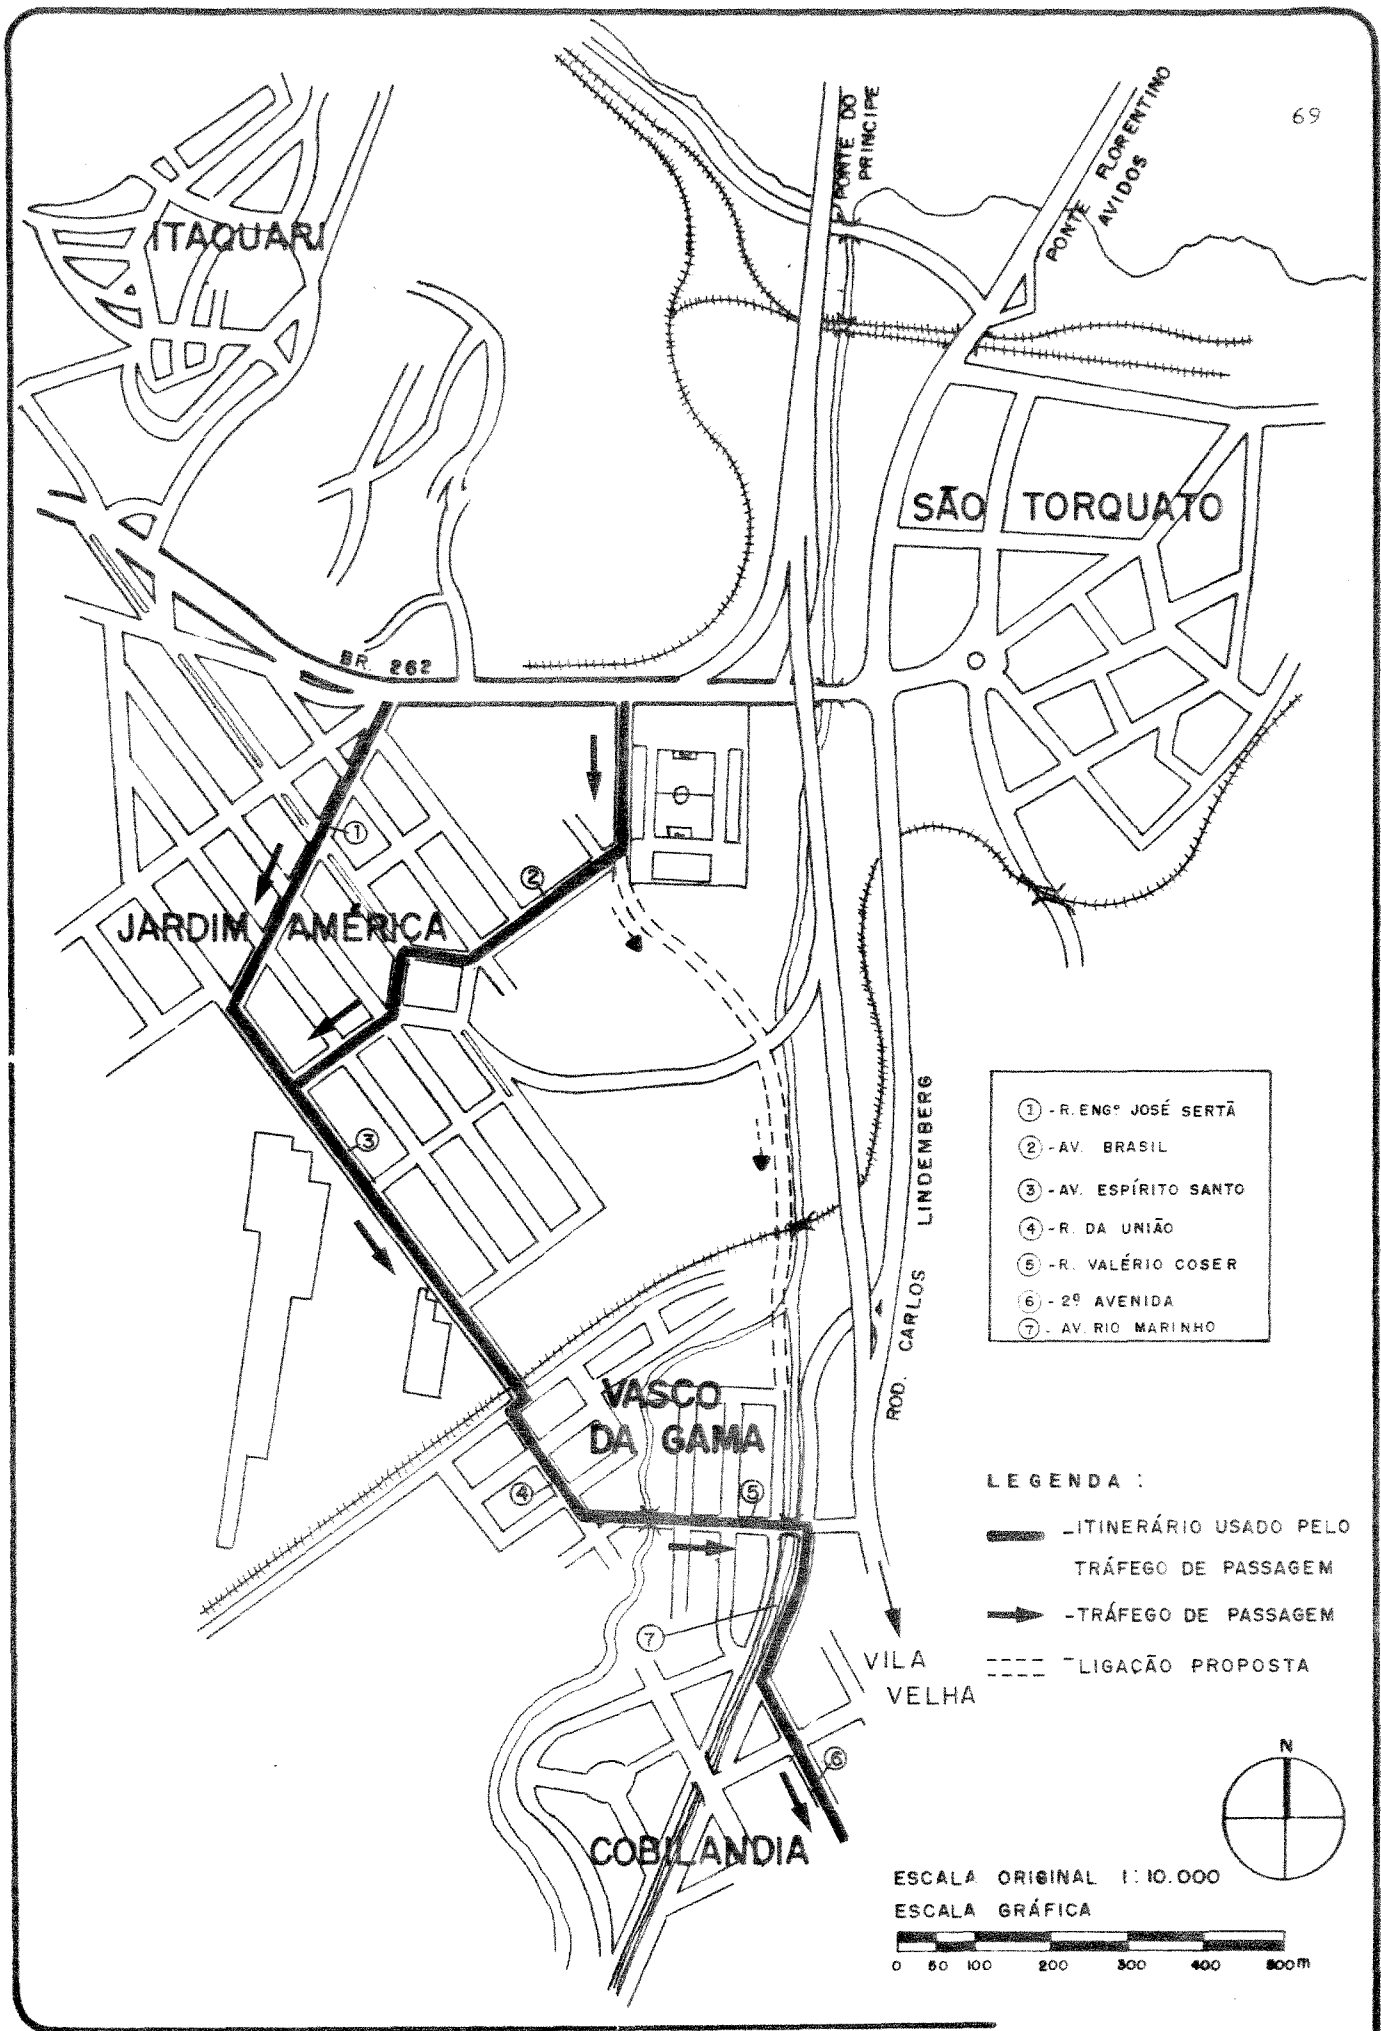 69
PONTE DO
PRINCIPE
PONTE FLORENTINO
AVIDOS
ITAQUARI
SÃO TORQUATO
BR. 262
1
2
JARDIM AMÉRICA
3
ROD. CARLOS LINDEMBERG
1 - R. ENGº JOSÉ SERTÃ
2 - AV. BRASIL
3 - AV. ESPÍRITO SANTO
4 - R. DA UNIÃO
5 - R. VALÉRIO COSER
6 - 2º AVENIDA
7 - AV. RIO MARINHO
VASCO
DA GAMA
4
5
7
VILA
VELHA
6
COBILANDIA
LEGENDA :
- ITINERÁRIO USADO PELO
TRÁFEGO DE PASSAGEM
- TRÁFEGO DE PASSAGEM
- LIGAÇÃO PROPOSTA
N
ESCALA ORIGINAL 1:10.000
ESCALA GRÁFICA
0 50 100 200 300 400 500m